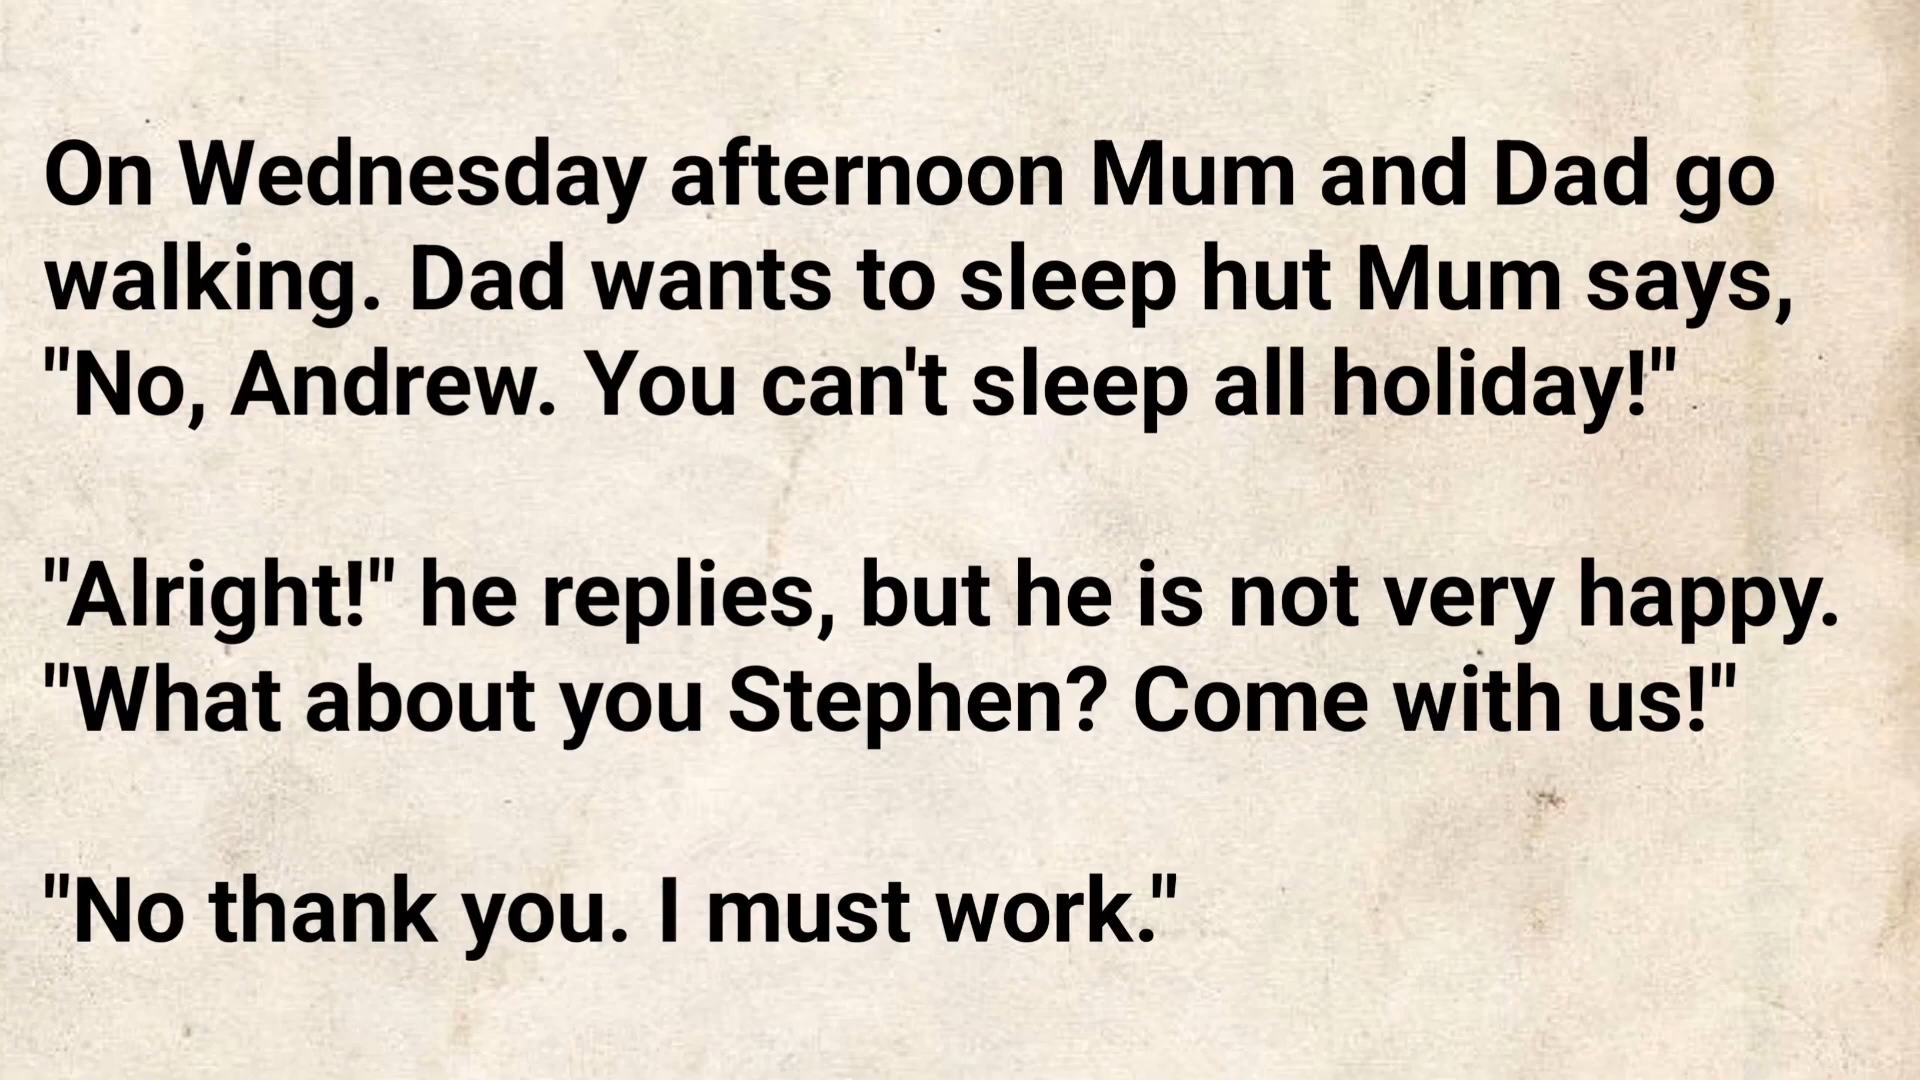 On Wednesday afternoon Mum and Dad go
walking. Dad wants to sleep hut Mum says,
"No, Andrew. You can't sleep all holiday!"
"Alright!" he replies, but he is not very happy.
"What about you Stephen? Come with us!"
"No thank you. I must work."